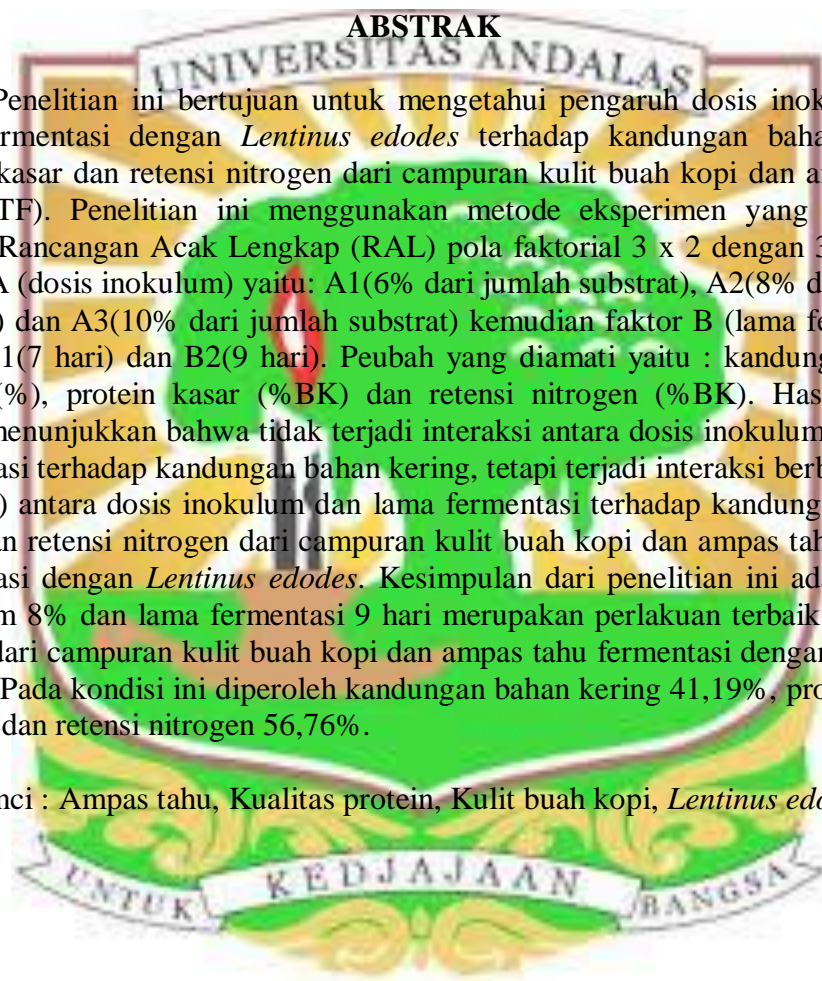 ABSTRAK
UNIVERSITAS ANDALAS
Penelitian ini bertujuan untuk mengetahui pengaruh dosis inok
rmentasi dengan Lentinus edodes terhadap kandungan baha
kasar dan retensi nitrogen dari campuran kulit buah kopi dan a
TF). Penelitian ini menggunakan metode eksperimen yang
Rancangan Acak Lengkap (RAL) pola faktorial 3 x 2 dengan 3
A (dosis inokulum) yaitu: A1(6% dari jumlah substrat), A2(8% d
) dan A3(10% dari jumlah substrat) kemudian faktor B (lama fe
1(7 hari) dan B2(9 hari). Peubah yang diamati yaitu : kandung
(%), protein kasar (%BK) dan retensi nitrogen (%BK). Has
menunjukkan bahwa tidak terjadi interaksi antara dosis inokulum
asi terhadap kandungan bahan kering, tetapi terjadi interaksi berb
) antara dosis inokulum dan lama fermentasi terhadap kandung
an retensi nitrogen dari campuran kulit buah kopi dan ampas tah
asi dengan Lentinus edodes. Kesimpulan dari penelitian ini ad
m 8% dan lama fermentasi 9 hari merupakan perlakuan terbaik
dari campuran kulit buah kopi dan ampas tahu fermentasi dengan
Pada kondisi ini diperoleh kandungan bahan kering 41,19%, pro
dan retensi nitrogen 56,76%.
nci : Ampas tahu, Kualitas protein, Kulit buah kopi, Lentinus edo
UNTUK KEDJAJAAN BANGSA